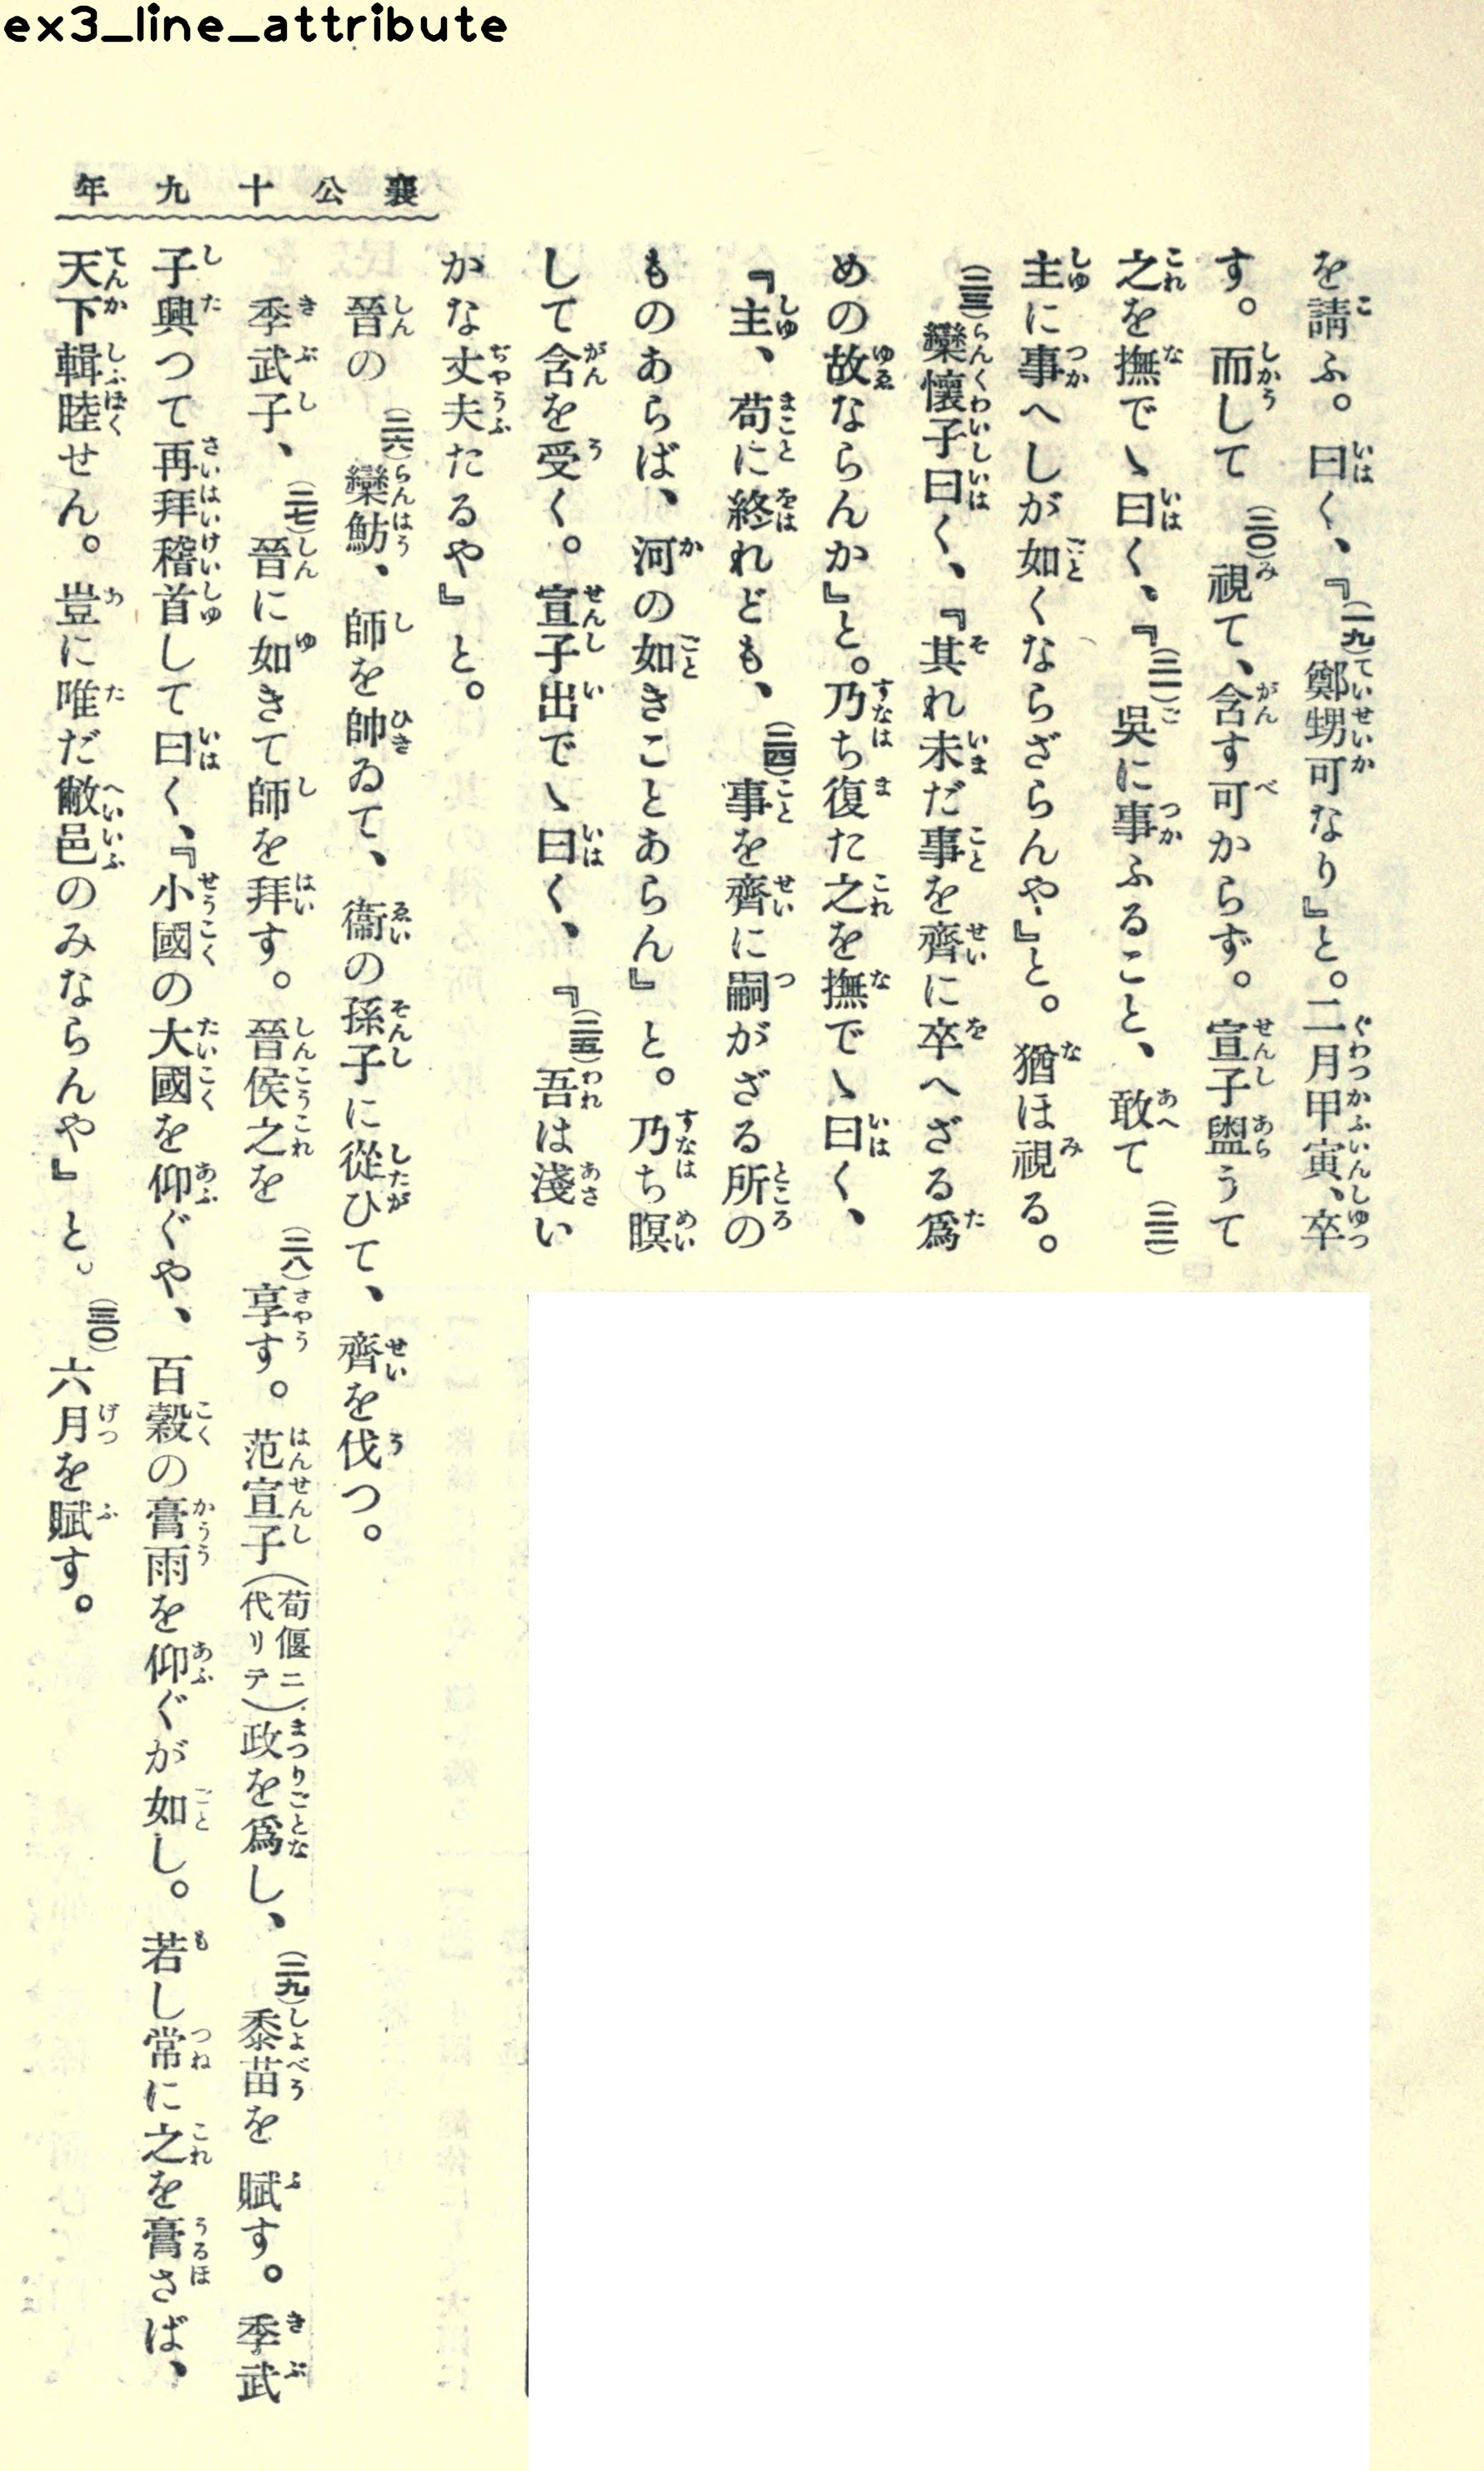 ex3_line_attribute
襄公十九年
を請ふ。曰く、『(一九)鄭甥可なり』と。二月甲寅、卒
す。而して(二〇)視て、含す可からず。宣子盥うて
之を撫でゝ曰く、『(二一)吳に事ふること、敢て(二二)
主に事へしが如くならざらんや』と。猶ほ視る。
(二三)欒懷子曰く、『其れ未だ事を齊に卒へざる爲
めの故ならんか』と。乃ち復た之を撫でゝ曰く、
『主、苟に終れども、(二四)事を齊に嗣がざる所の
ものあらば、河の如きことあらん』と。乃ち瞑
して含を受く。宣子出でゝ曰く、『(二五)吾は淺い
かな丈夫たるや』と。
晉の(二六)欒魴、師を帥ゐて、衞の孫子に從ひて、齊を伐つ。
季武子、(二七)晉に如きて師を拜す。晉侯之を(二八)享す。范宣子(荀偃ニ代リテ)政を爲し、(二九)黍苗を賦す。季武
子興つて再拜稽首して曰く、『小國の大國を仰ぐや、百穀の膏雨を仰ぐが如し。若し常に之を膏さば、
天下輯睦せん。豈に唯だ敝邑のみならんや』と。(三〇)六月を賦す。